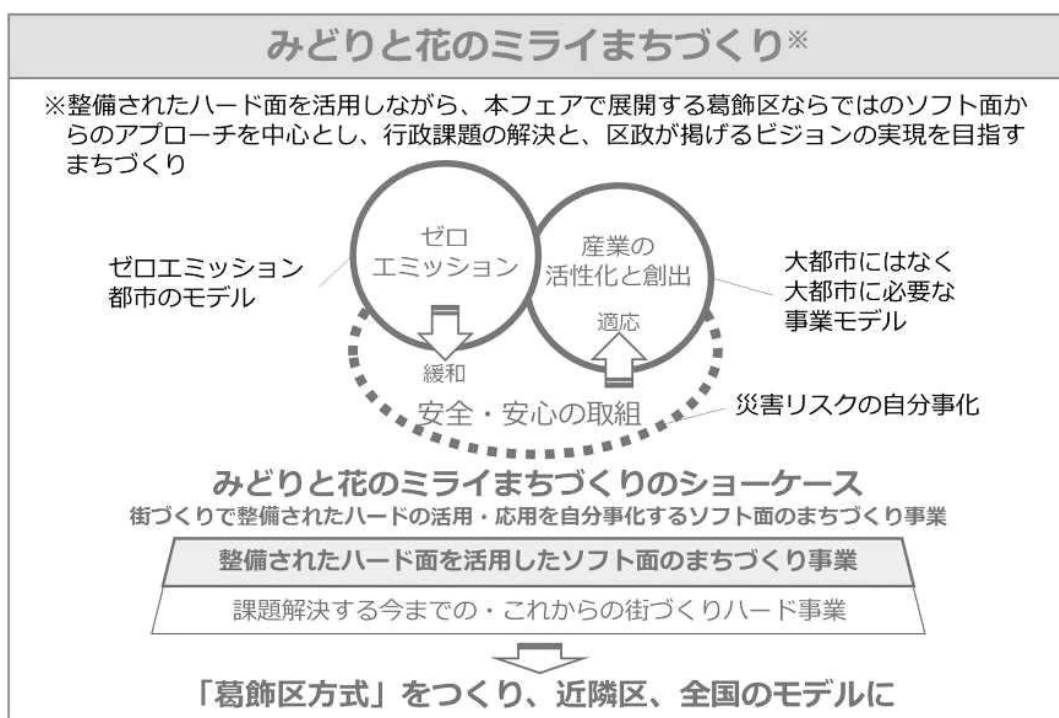 みどりと花のミライまちづくり※
※整備されたハード面を活用しながら、本フェアで展開する葛飾区ならではのソフト面か
らのアプローチを中心とし、行政課題の解決と、区政が掲げるビジョンの実現を目指す
まちづくり
ゼロ
エミッション
産業の
活性化と創出
ゼロエミッション
都市のモデル
大都市にはなく
大都市に必要な
事業モデル
適応
緩和
安全・安心の取組
災害リスクの自分事化
みどりと花のミライまちづくりのショーケース
街づくりで整備されたハードの活用・応用を自分事化するソフト面のまちづくり事業
整備されたハード面を活用したソフト面のまちづくり事業
課題解決する今までの・これからの街づくりハード事業
「葛飾区方式」をつくり、近隣区、全国のモデルに